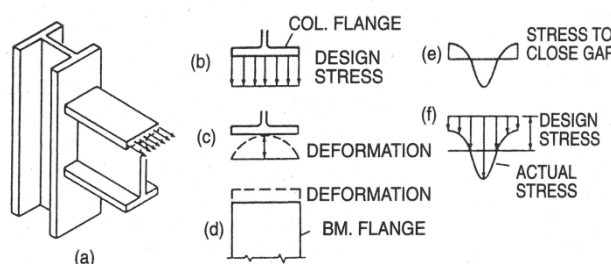 (a)
(b)
COL. FLANGE
DESIGN
STRESS
(c)
DEFORMATION
DEFORMATION
(d)
BM. FLANGE
(e)
STRESS TO
CLOSE GAP
(f)
DESIGN
STRESS
ACTUAL
STRESS